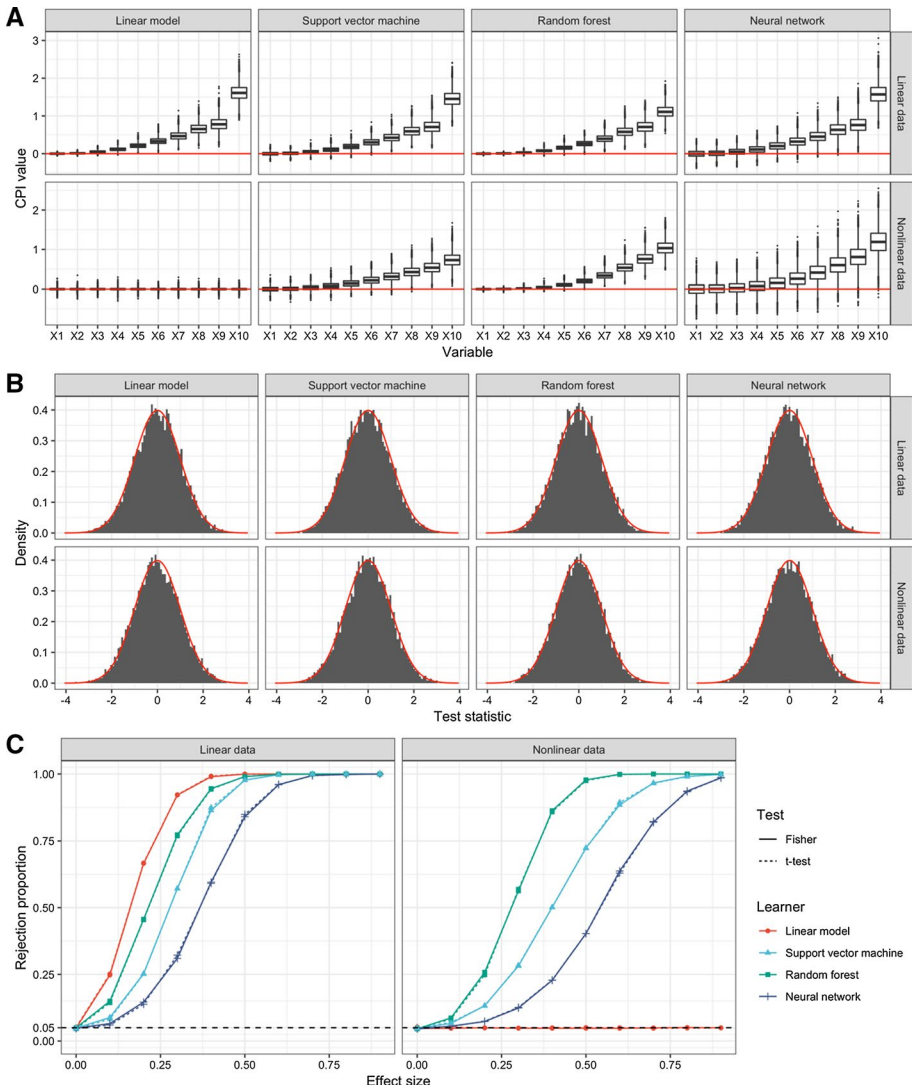 A
Linear model Support vector machine Random forest Neural network
3
2
1
0
Linear data
CPI value
2
1
0
Nonlinear data
X1 X2 X3 X4 X5 X6 X7 X8 X9 X10 X1 X2 X3 X4 X5 X6 X7 X8 X9 X10 X1 X2 X3 X4 X5 X6 X7 X8 X9 X10 X1 X2 X3 X4 X5 X6 X7 X8 X9 X10
Variable
B
Linear model Support vector machine Random forest Neural network
0.4
0.3
0.2
0.1
0.0
Linear data
Density
0.4
0.3
0.2
0.1
0.0
Nonlinear data
-4 -2 0 2 4 -4 -2 0 2 4 -4 -2 0 2 4 -4 -2 0 2 4
Test statistic
C
Linear data Nonlinear data
1.00
0.75
0.50
0.25
0.05
0.00
Rejection proportion
0.00 0.25 0.50 0.75 0.00 0.25 0.50 0.75
Effect size
Test
Fisher
t-test
Learner
Linear model
Support vector machine
Random forest
Neural network